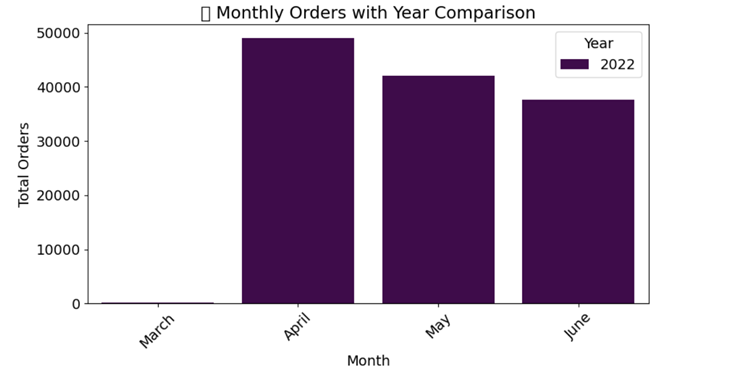 ▯ Monthly Orders with Year Comparison
Total Orders
50000
40000
30000
20000
10000
0
Year
2022
March
April
May
June
Month